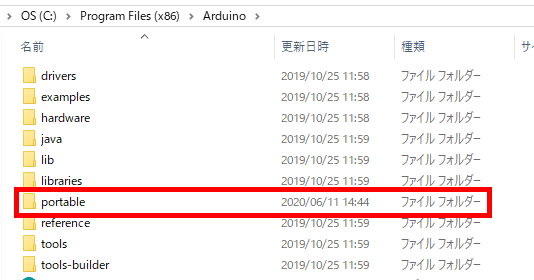 OS (C:) › Program Files (x86) › Arduino ›
名前 更新日時 種類 サイ
drivers 2019/10/25 11:58 ファイル フォルダー
examples 2019/10/25 11:58 ファイル フォルダー
hardware 2019/10/25 11:58 ファイル フォルダー
java 2019/10/25 11:59 ファイル フォルダー
lib 2019/10/25 11:59 ファイル フォルダー
libraries 2019/10/25 11:59 ファイル フォルダー
portable 2020/06/11 14:44 ファイル フォルダー
reference 2019/10/25 11:59 ファイル フォルダー
tools 2019/10/25 11:59 ファイル フォルダー
tools-builder 2019/10/25 11:59 ファイル フォルダー